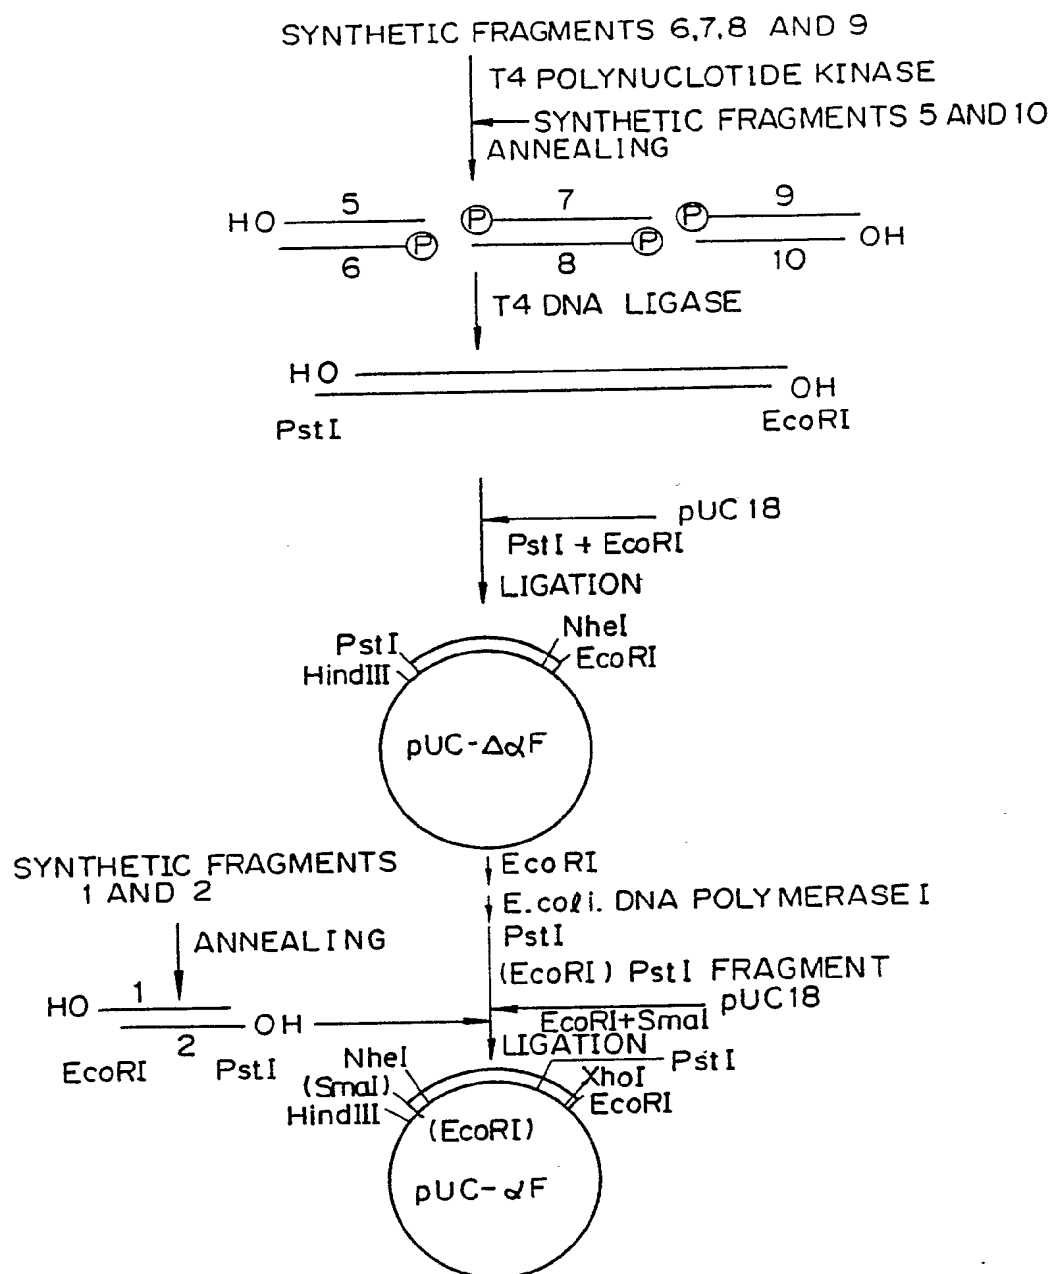 SYNTHETIC FRAGMENTS 6,7,8 AND 9
T4 POLYNUCLOTIDE KINASE
SYNTHETIC FRAGMENTS 5 AND 10
ANNEALING
HO 5 P 7 P 9
6 P 8 P 10 OH
T4 DNA LIGASE
HO
OH
PstI EcoRI
pUC 18
PstI + EcoRI
LIGATION
PstI NheI
HindIII EcoRI
pUC-ΔαF
SYNTHETIC FRAGMENTS
1 AND 2
ANNEALING
HO 1
2 OH
EcoRI PstI
EcoRI
E.coli. DNA POLYMERASE I
PstI
(EcoRI) PstI FRAGMENT
pUC18
EcoRI+SmaI
LIGATION
NheI PstI
(SmaI) XhoI
HindIII EcoRI
(EcoRI)
pUC-αF